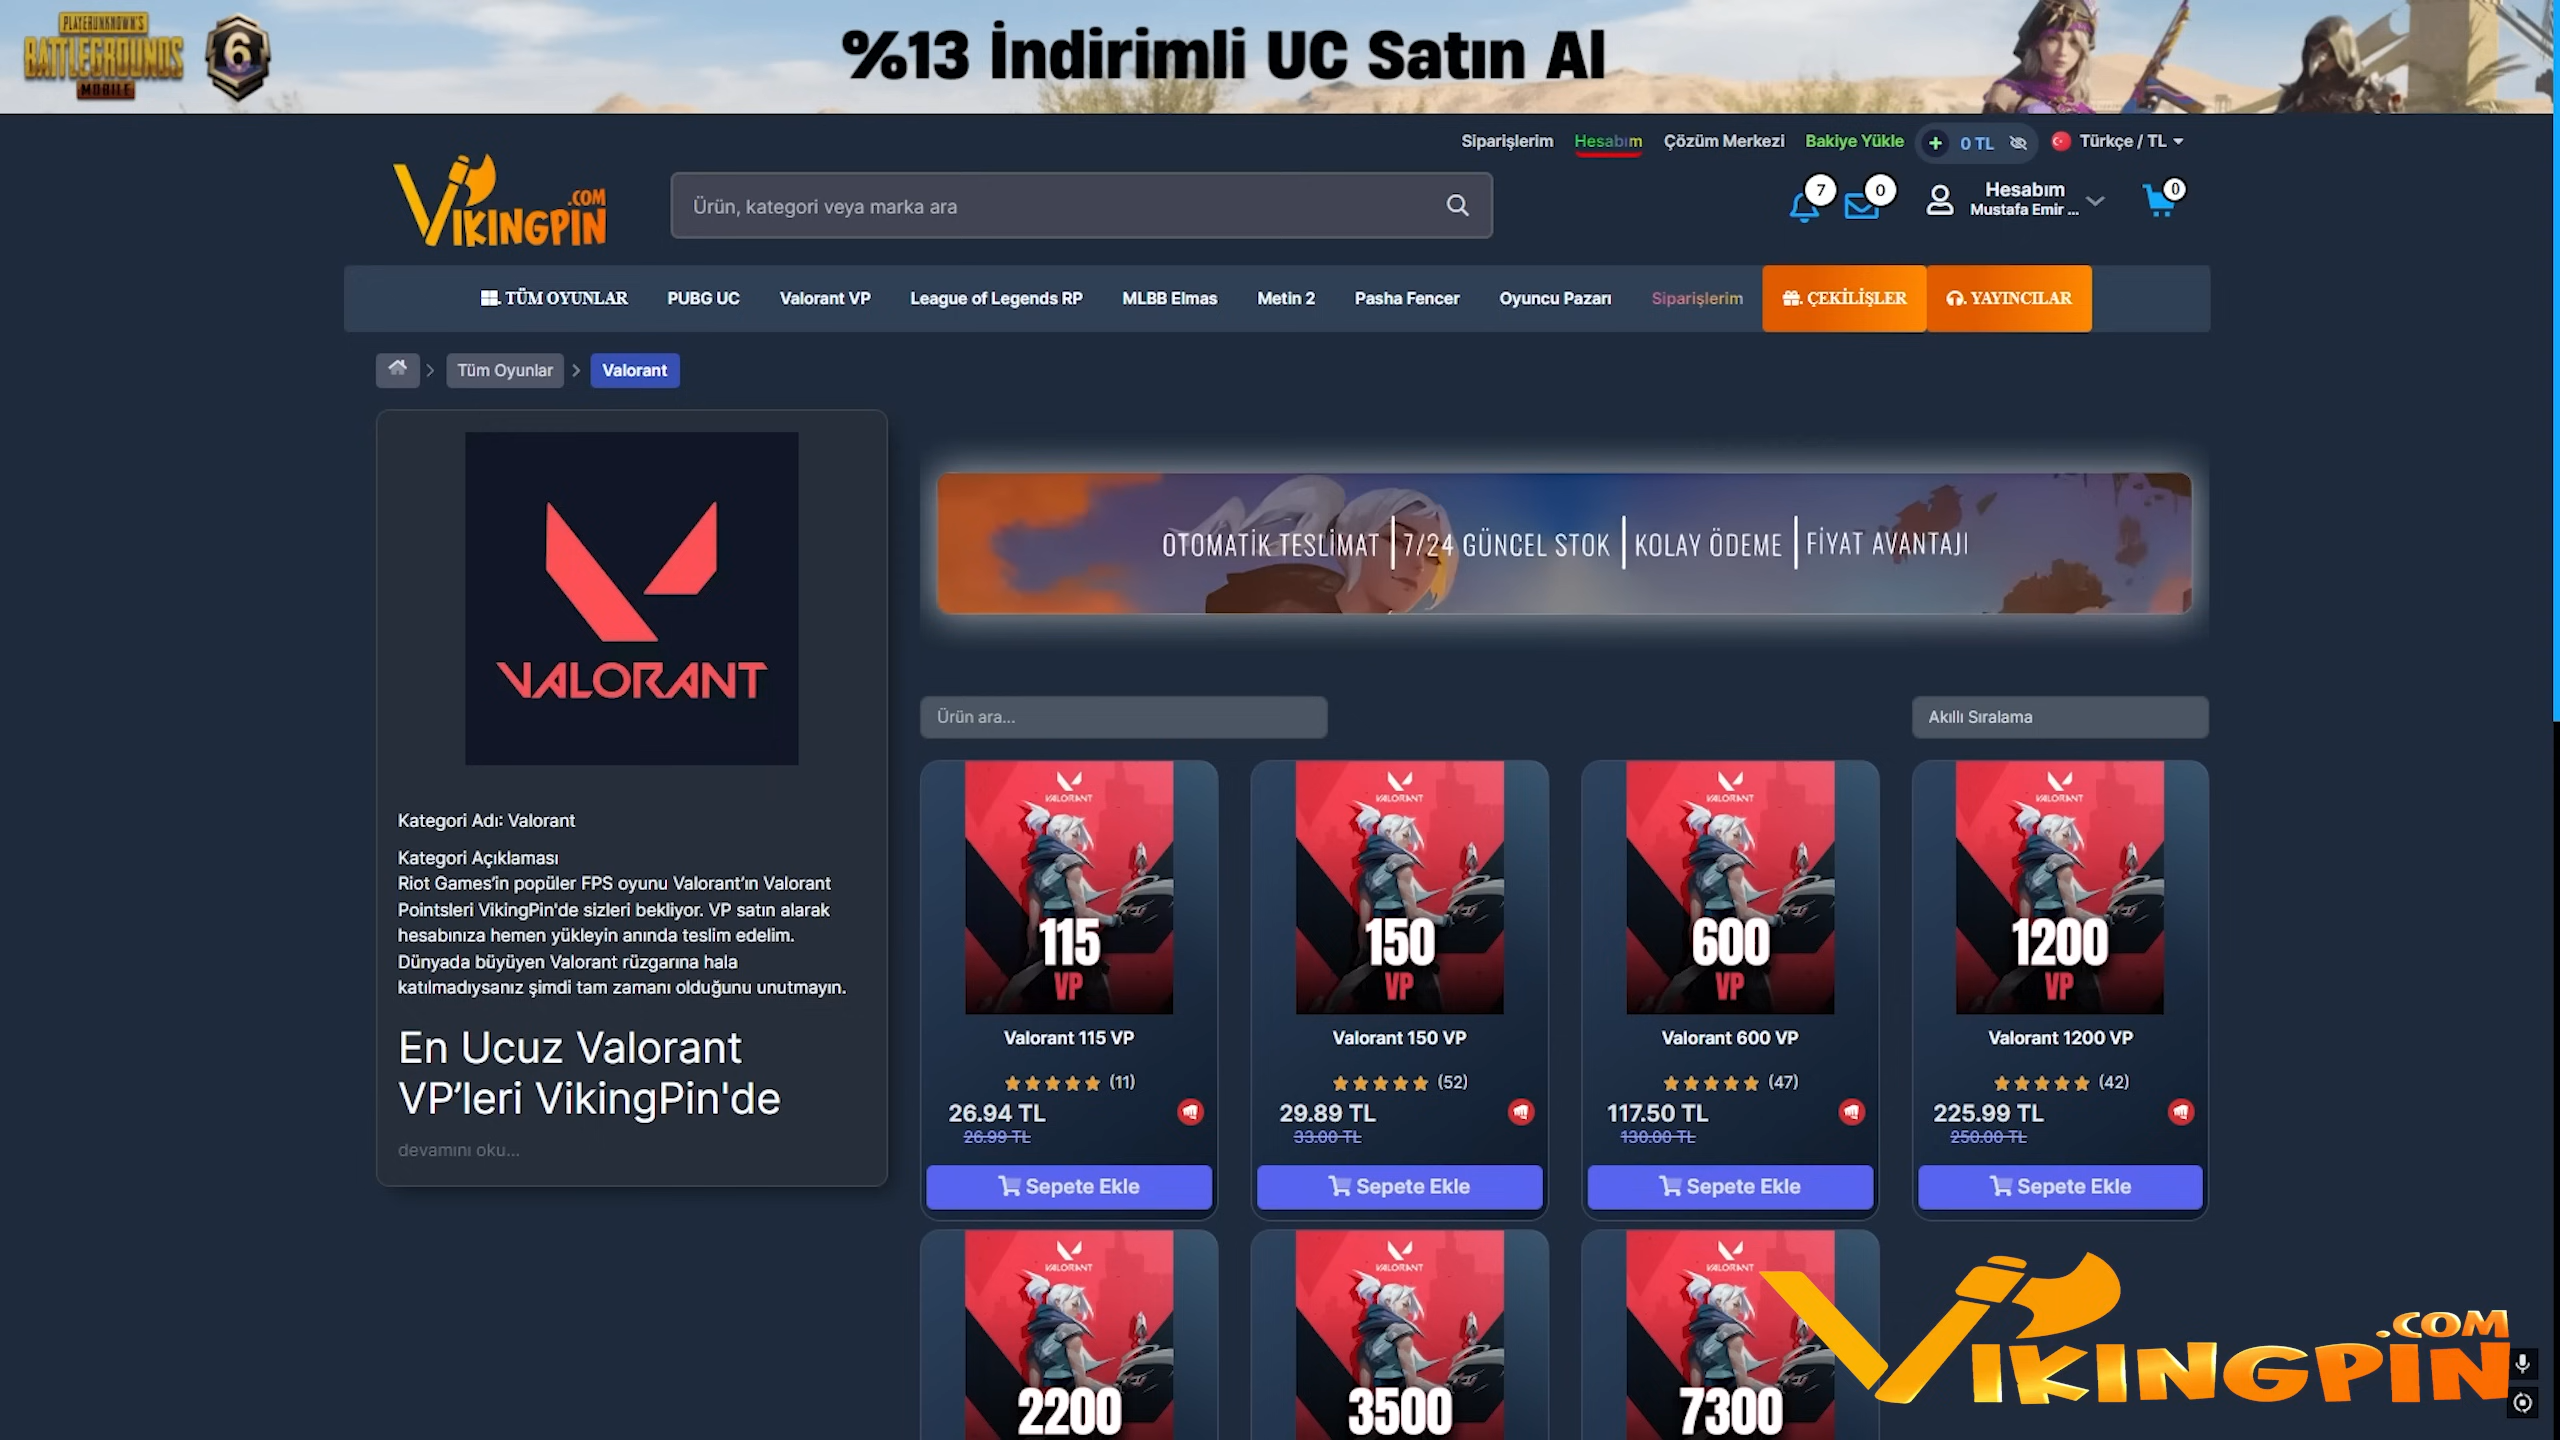 PLAYERUNKNOWN'S
BATTLEGROUNDS
MOBILE
6
%13 İndirimli UC Satın Al
Siparişlerim
Hesabım
Çözüm Merkezi
Bakiye Yükle
0 TL
Türkçe / TL
VIKINGPIN
.COM
Ürün, kategori veya marka ara
7
0
Hesabım
Mustafa Emir ...
0
TÜM OYUNLAR
PUBG UC
Valorant VP
League of Legends RP
MLBB Elmas
Metin 2
Pasha Fencer
Oyuncu Pazarı
Siparişlerim
ÇEKİLİŞLER
YAYINCILAR
Tüm Oyunlar
Valorant
VALORANT
OTOMATİK TESLİMAT | 7/24 GÜNCEL STOK | KOLAY ÖDEME | FİYAT AVANTAJI
Kategori Adı: Valorant
Kategori Açıklaması
Riot Games’in popüler FPS oyunu Valorant’ın Valorant
Pointsleri VikingPin'de sizleri bekliyor. VP satın alarak
hesabınıza hemen yükleyin anında teslim edelim.
Dünyada büyüyen Valorant rüzgarına hala
katılmadıysanız şimdi tam zamanı olduğunu unutmayın.
En Ucuz Valorant
VP’leri VikingPin'de
devamını oku...
Ürün ara...
Akıllı Sıralama
VALORANT
115
VP
Valorant 115 VP
(11)
26.94 TL
26.99 TL
Sepete Ekle
VALORANT
150
VP
Valorant 150 VP
(52)
29.89 TL
33.00 TL
Sepete Ekle
VALORANT
600
VP
Valorant 600 VP
(47)
117.50 TL
130.00 TL
Sepete Ekle
VALORANT
1200
VP
Valorant 1200 VP
(42)
225.99 TL
250.00 TL
Sepete Ekle
VALORANT
2200
VALORANT
3500
VALORANT
7300
VIKINGPIN
.COM